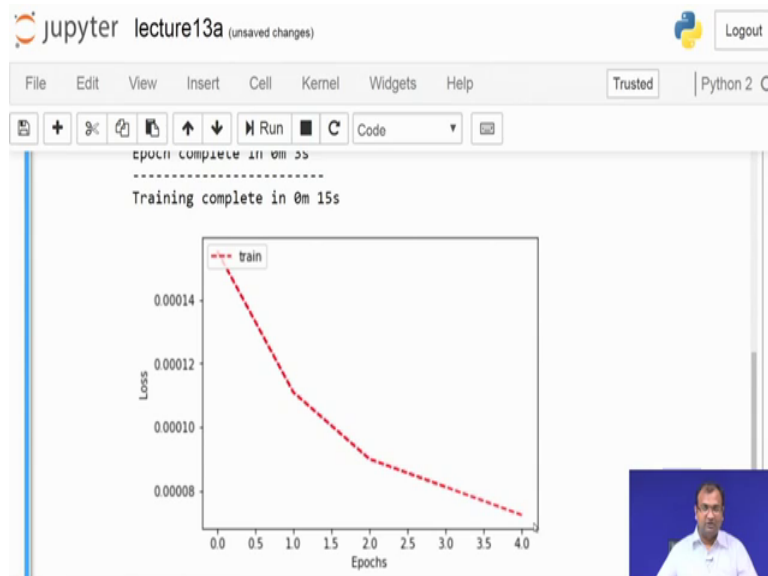 jupyter lecture13a (unsaved changes)
Logout
File Edit View Insert Cell Kernel Widgets Help Trusted Python 2
Run Code
Epoch complete in 0m 3s
-------------------------
Training complete in 0m 15s
train
0.00014
0.00012
0.00010
0.00008
Loss
0.0 0.5 1.0 1.5 2.0 2.5 3.0 3.5 4.0
Epochs